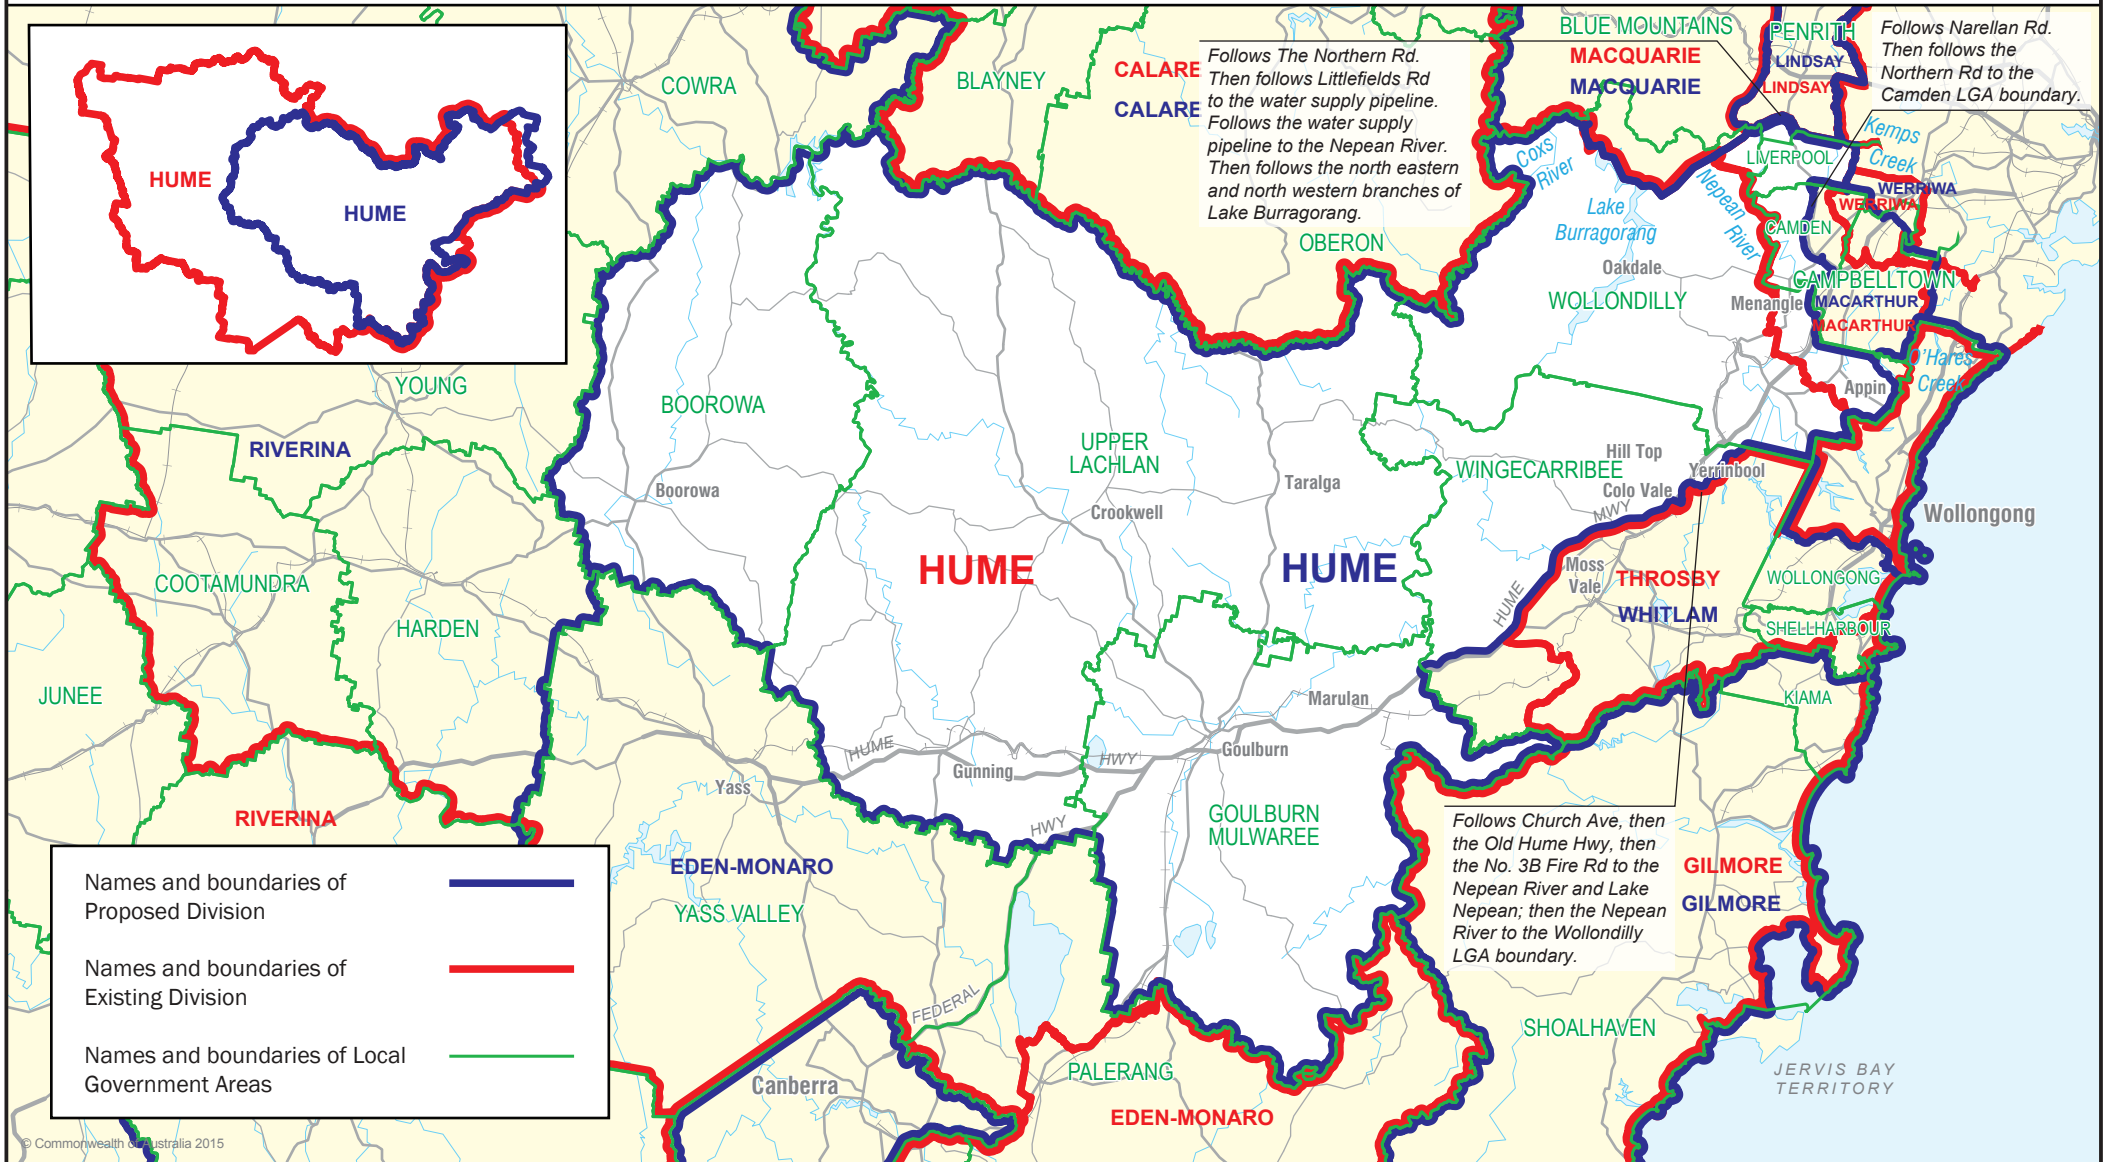 HUME
HUME
COWRA
BLAYNEY
CALARE
CALARE
Follows The Northern Rd.
Then follows Littlefields Rd
to the water supply pipeline.
Follows the water supply
pipeline to the Nepean River.
Then follows the north eastern
and north western branches of
Lake Burragorang.
BLUE MOUNTAINS
MACQUARIE
MACQUARIE
PENRITH
LINDSAY
LINDSAY
Follows Narellan Rd.
Then follows the
Northern Rd to the
Camden LGA boundary.
Kemps
Creek
Coxs
River
LIVERPOOL
Nepean
River
WERRIWA
WERRIWA
Lake
Burragorang
CAMDEN
OBERON
Oakdale
WOLLONDILLY
Menangle
CAMPBELLTOWN
MACARTHUR
MACARTHUR
O'Hares
Creek
Appin
YOUNG
BOOROWA
RIVERINA
UPPER
LACHLAN
Boorowa
Crookwell
Taralga
Hill Top
WINGECARRIBEE
Yerrinbool
Colo Vale
MWY
Wollongong
HUME
HUME
Moss
Vale
HUME
THROSBY
WHITLAM
WOLLONGONG
SHELLHARBOUR
COOTAMUNDRA
HARDEN
JUNEE
Marulan
KIAMA
HUME
HWY
Goulburn
Gunning
Yass
HWY
GOULBURN
MULWAREE
RIVERINA
EDEN-MONARO
YASS VALLEY
Follows Church Ave, then
the Old Hume Hwy, then
the No. 3B Fire Rd to the
Nepean River and Lake
Nepean; then the Nepean
River to the Wollondilly
LGA boundary.
GILMORE
GILMORE
Names and boundaries of
Proposed Division
Names and boundaries of
Existing Division
Names and boundaries of Local
Government Areas
FEDERAL
SHOALHAVEN
Canberra
PALERANG
EDEN-MONARO
JERVIS BAY
TERRITORY
© Commonwealth of Australia 2015